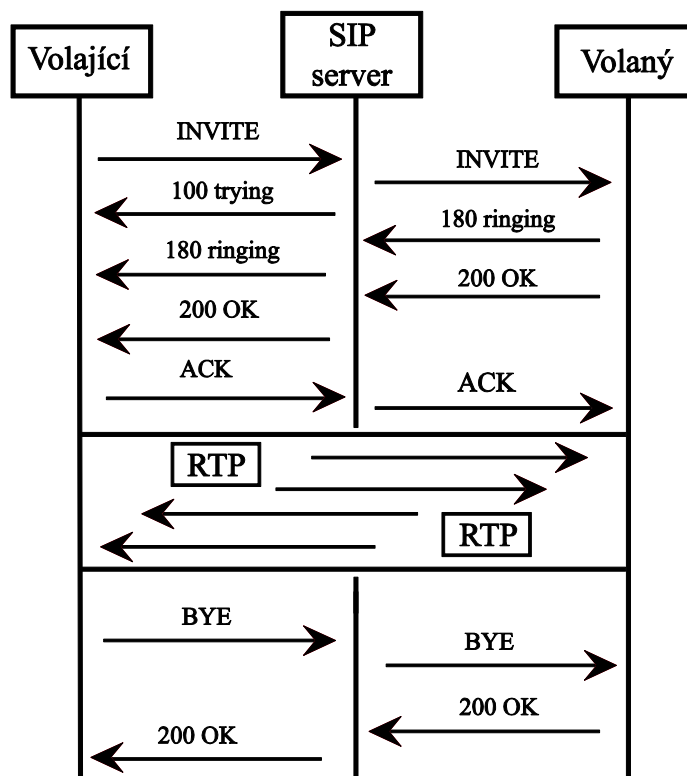 Volající
SIP
server
Volaný
INVITE
INVITE
100 trying
180 ringing
180 ringing
200 OK
200 OK
ACK
ACK
RTP
RTP
BYE
BYE
200 OK
200 OK